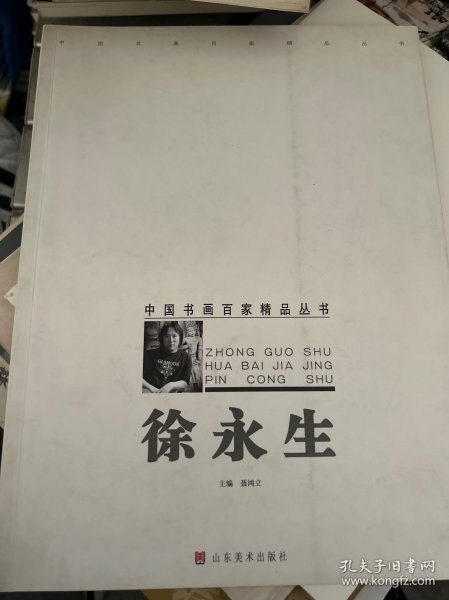 中国书画百家精品丛书
中国书画百家精品丛书
ZHONG GUO SHU
HUA BAI JIA JING
PIN CONG SHU
徐永生
主编 聂鸿立
山东美术出版社
孔夫子旧书网
www.kongfz.com